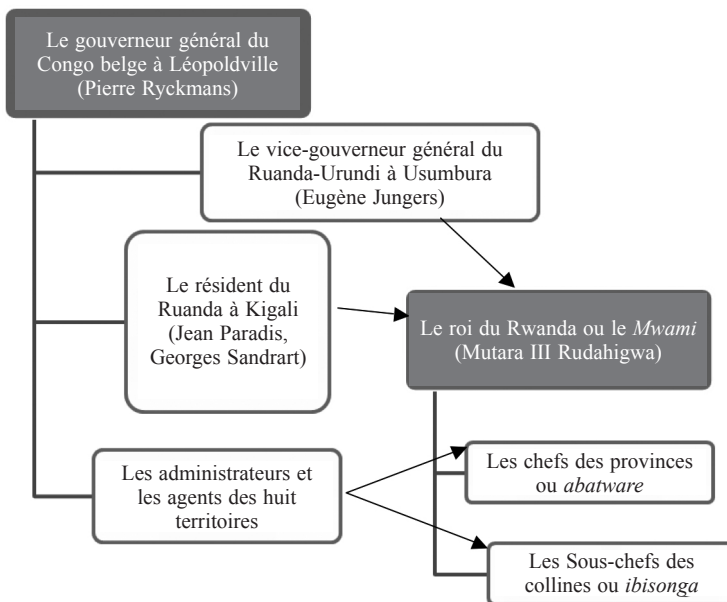 Le gouverneur général du
Congo belge à Léopoldville
(Pierre Ryckmans)
Le vice-gouverneur général du
Ruanda-Urundi à Usumbura
(Eugène Jungers)
Le résident du
Ruanda à Kigali
(Jean Paradis,
Georges Sandrart)
Le roi du Rwanda ou le Mwami
(Mutara III Rudahigwa)
Les administrateurs et
les agents des huit
territoires
Les chefs des provinces
ou abatware
Les Sous-chefs des
collines ou ibisonga